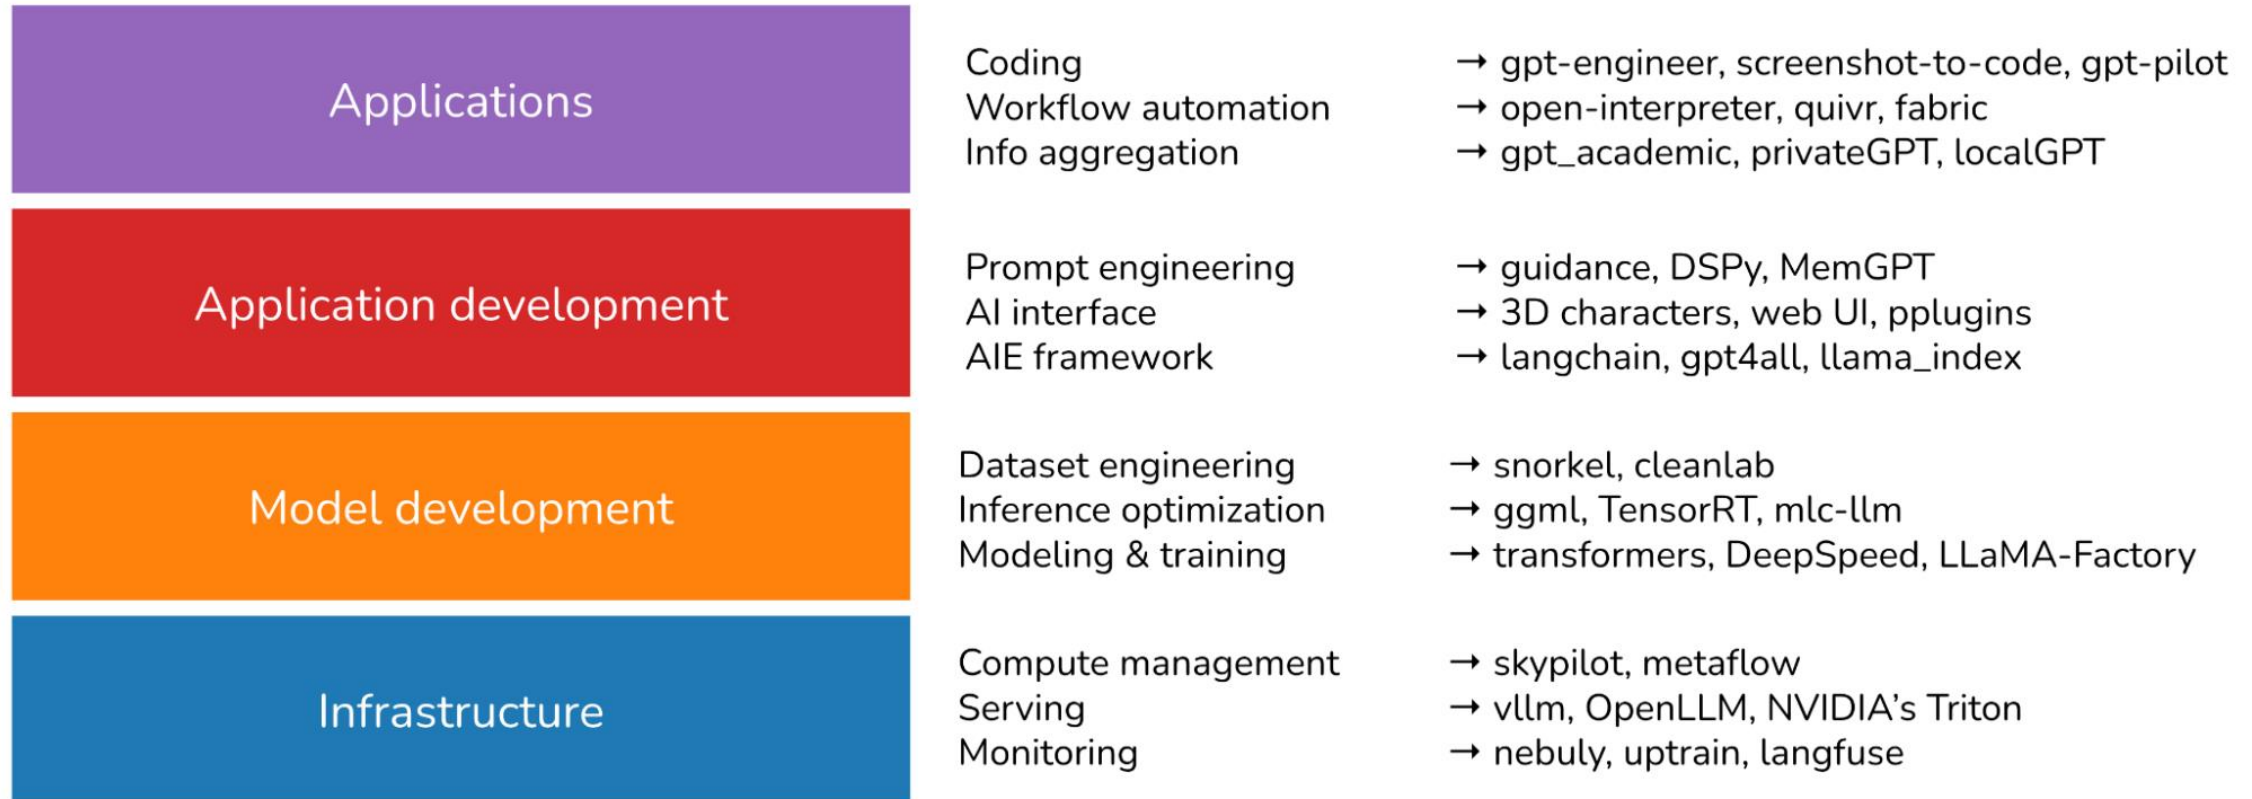 Applications
Coding → gpt-engineer, screenshot-to-code, gpt-pilot
Workflow automation → open-interpreter, quivr, fabric
Info aggregation → gpt_academic, privateGPT, localGPT
Application development
Prompt engineering → guidance, DSPy, MemGPT
AI interface → 3D characters, web UI, pplugins
AIE framework → langchain, gpt4all, llama_index
Model development
Dataset engineering → snorkel, cleanlab
Inference optimization → ggml, TensorRT, mlc-llm
Modeling & training → transformers, DeepSpeed, LLaMA-Factory
Infrastructure
Compute management → skypilot, metaflow
Serving → vllm, OpenLLM, NVIDIA’s Triton
Monitoring → nebuly, uptrain, langfuse